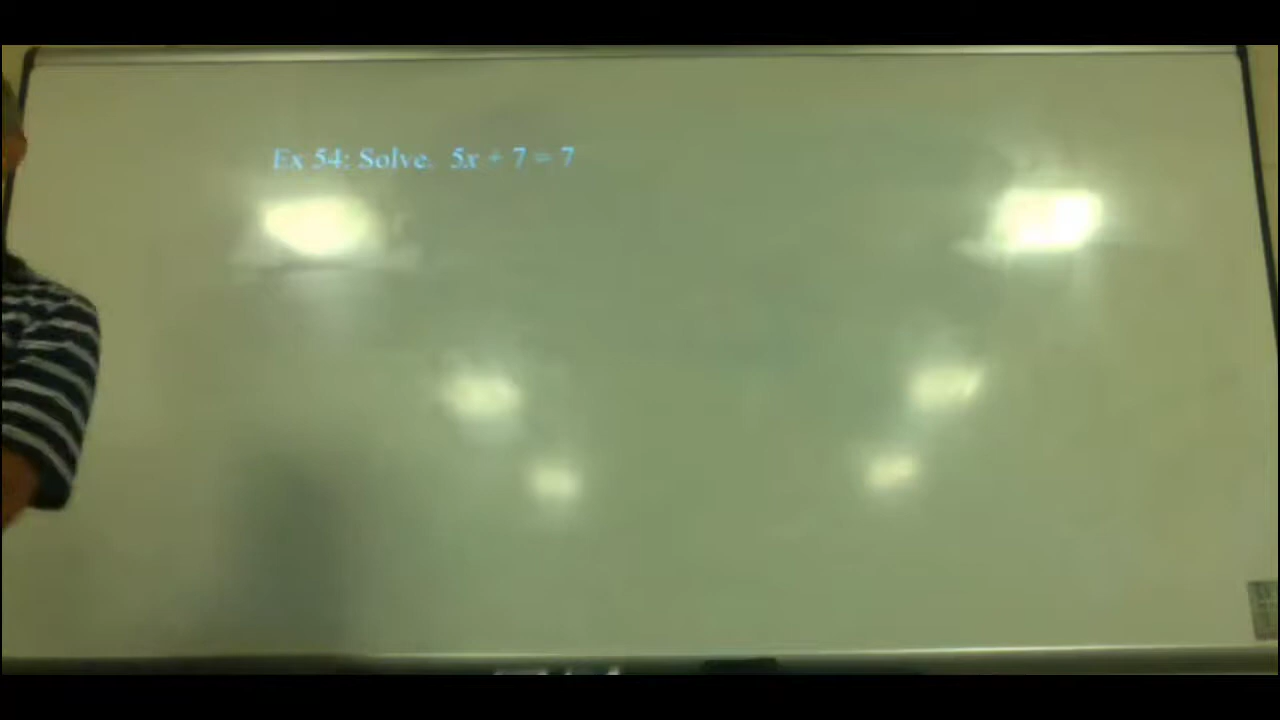 Ex 54: Solve. 5x + 7 = 7